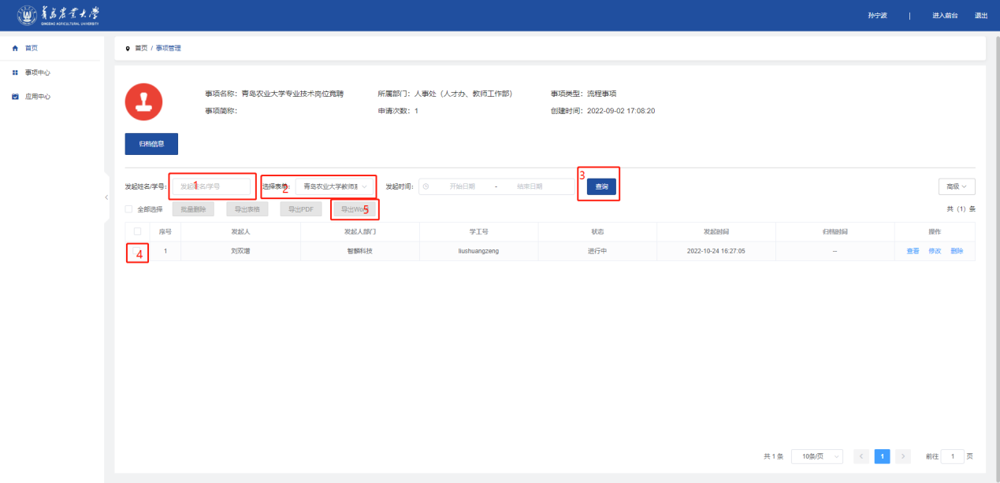 青岛农业大学
QINGDAO AGRICULTURAL UNIVERSITY
孙宁波 | 进入前台 退出
首页
事项中心
应用中心
首页 / 事项管理
事项名称: 青岛农业大学专业技术岗位竞聘 所属部门: 人事处（人才办、教师工作部） 事项类型: 流程事项
事项简称: 申请次数: 1 创建时间: 2022-09-02 17:08:20
归档信息
发起姓名/学号: 发起姓名/学号 1 选择表单: 2 青岛农业大学教师 发起时间: 开始日期 - 结束日期 3 查询 高级
全部选择 批量删除 导出表格 导出PDF 导出Wo 5 共（1）条
序号 发起人 发起人部门 学工号 状态 发起时间 归档时间 操作
4 1 刘双增 智麟科技 liushuangzeng 进行中 2022-10-24 16:27:05 -- 查看 修改 删除
共 1 条 10条/页 < 1 > 前往 1 页